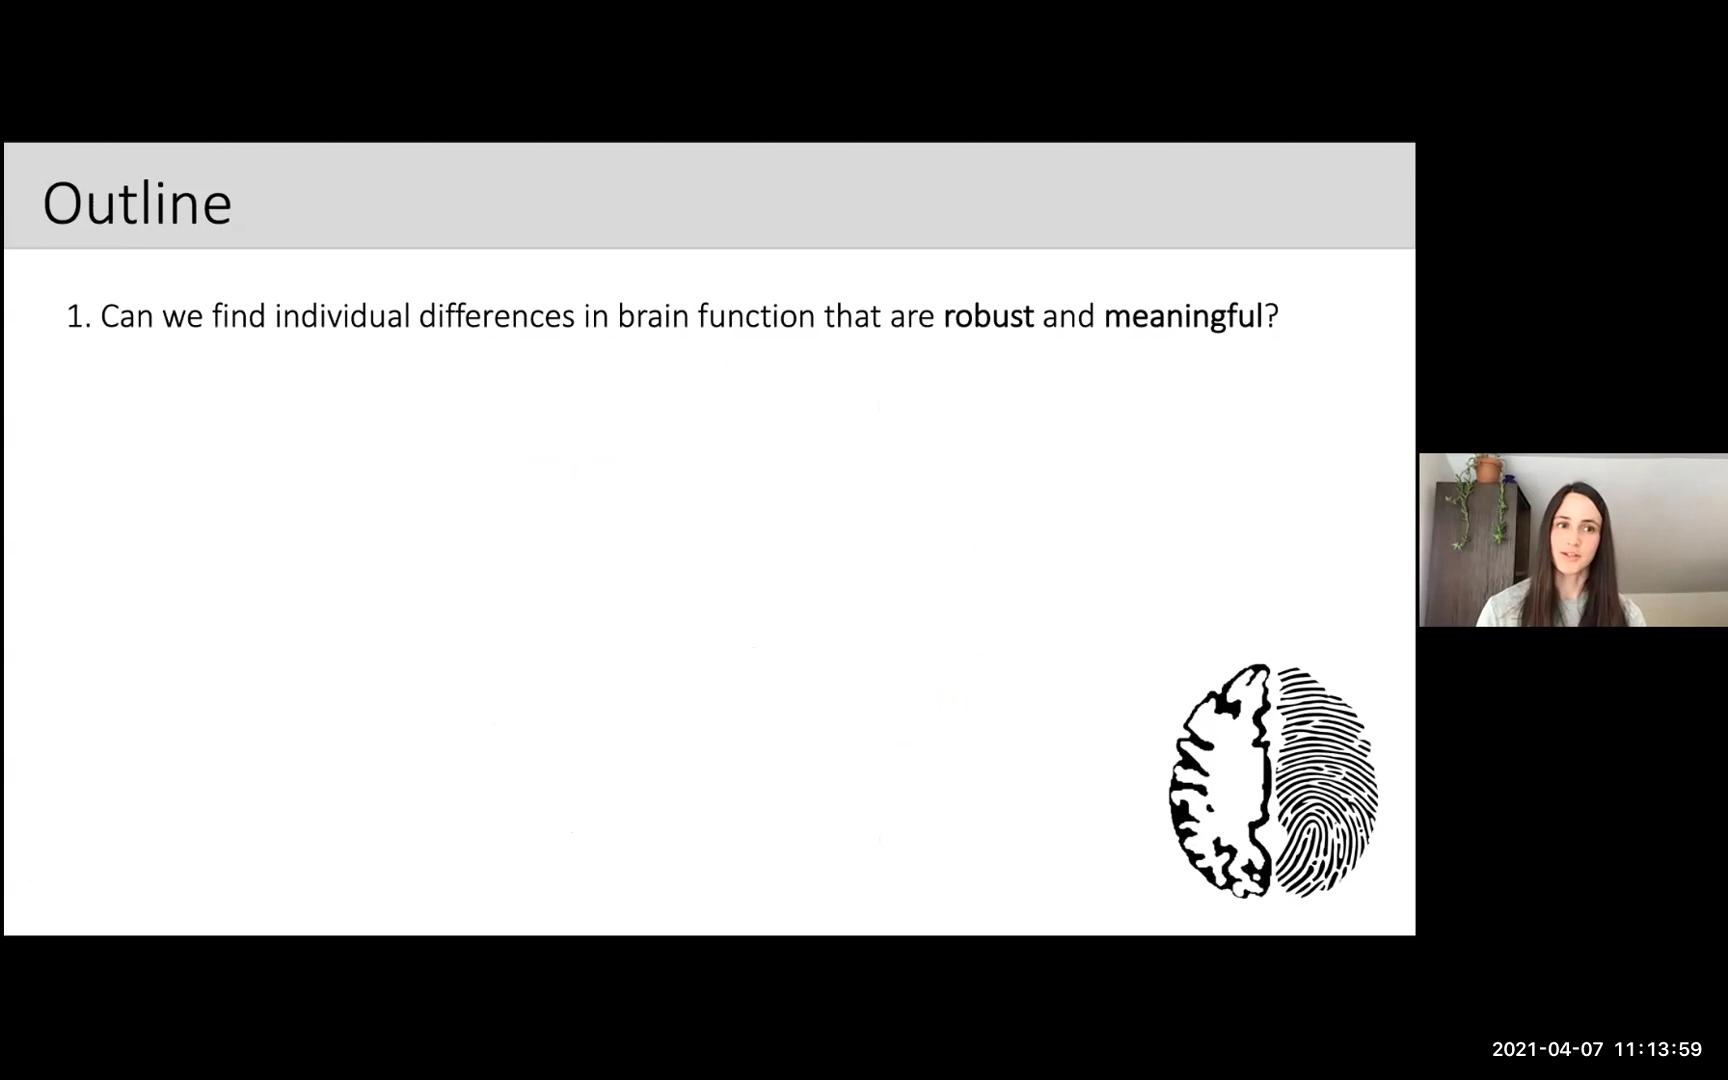 Outline
1. Can we find individual differences in brain function that are robust and meaningful?
2021-04-07 11:13:59